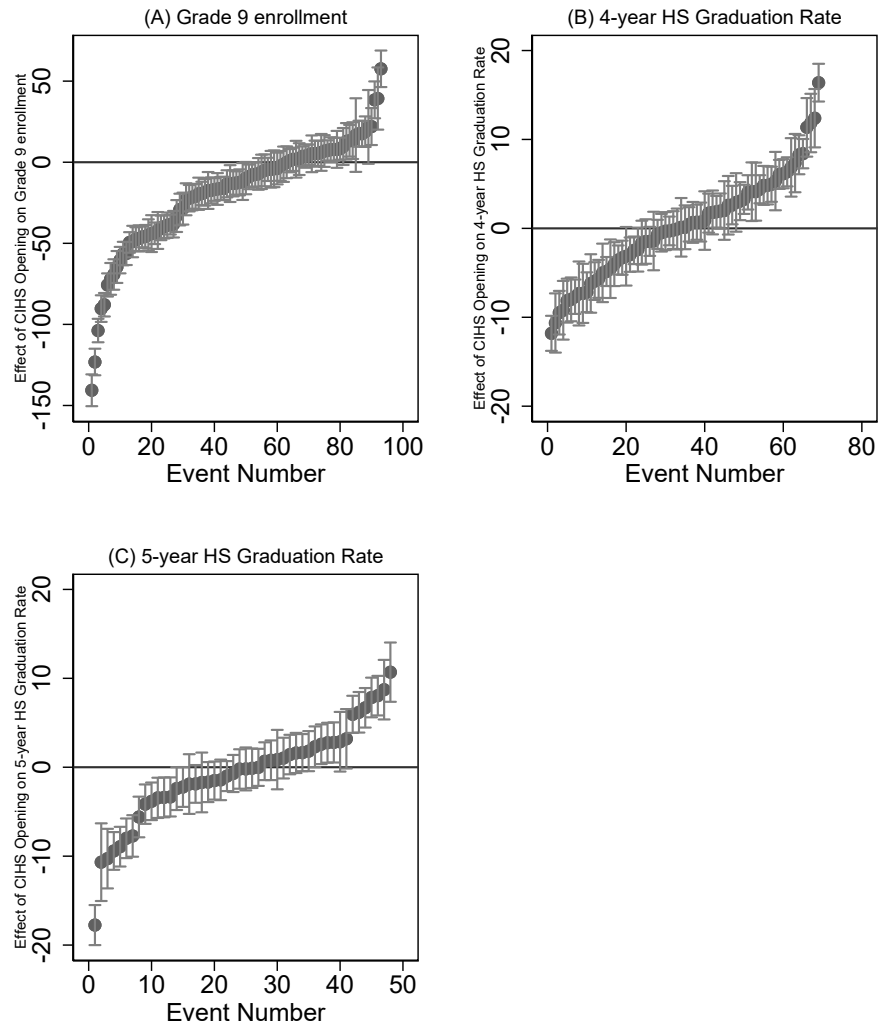 (A) Grade 9 enrollment
Effect of CIHS Opening on Grade 9 enrollment
50
0
-50
-100
-150
0 20 40 60 80 100
Event Number
(B) 4-year HS Graduation Rate
Effect of CIHS Opening on 4-year HS Graduation Rate
20
10
0
-10
-20
0 20 40 60 80
Event Number
(C) 5-year HS Graduation Rate
Effect of CIHS Opening on 5-year HS Graduation Rate
20
10
0
-10
-20
0 10 20 30 40 50
Event Number